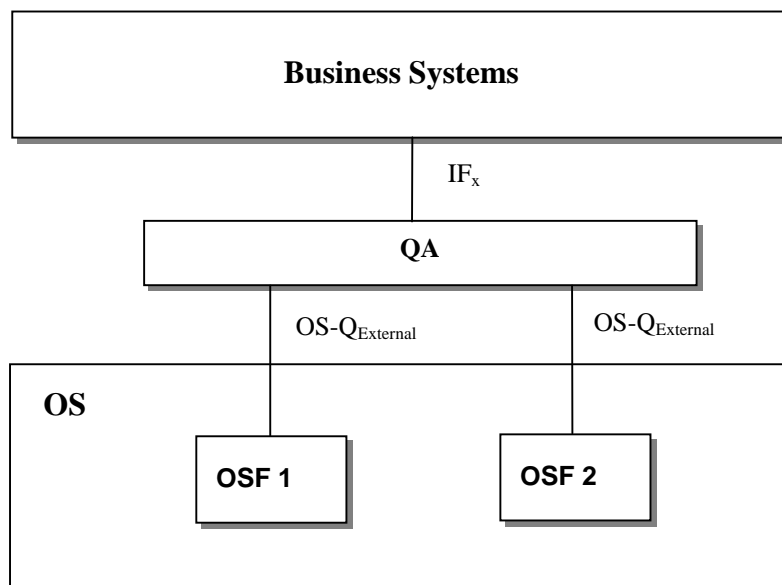 Business Systems
IFx
QA
OS-QExternal
OS-QExternal
OS
OSF 1
OSF 2